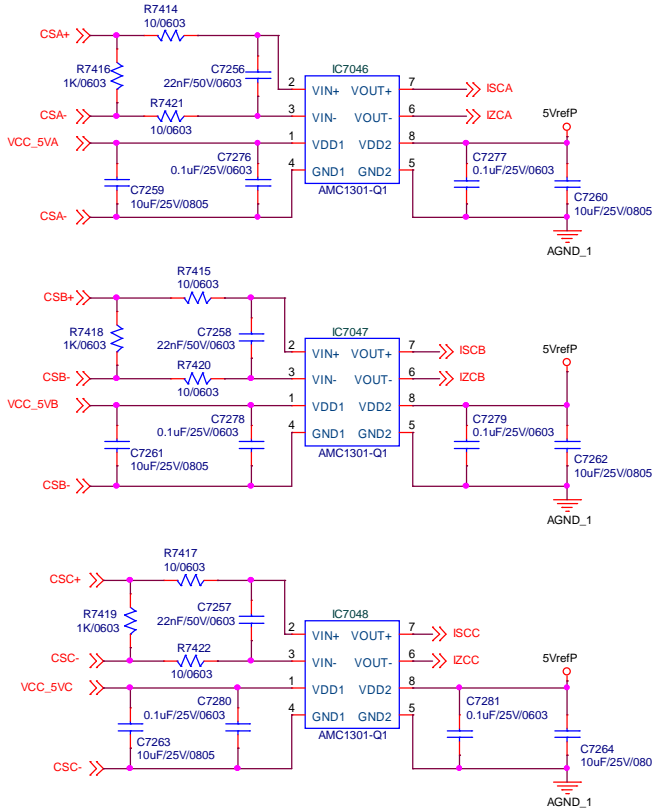 R7414
10/0603
CSA+
R7416
1K/0603
C7256
22nF/50V/0603
IC7046
2 VIN+ VOUT+ 7 ISCA
CSA-
R7421
10/0603
3 VIN- VOUT- 6 IZCA
5VrefP
VCC_5VA
1 VDD1 VDD2 8
C7276
0.1uF/25V/0603
C7277
0.1uF/25V/0603
4 GND1 GND2 5
C7259
10uF/25V/0805
AMC1301-Q1
C7260
10uF/25V/0805
CSA-
AGND_1
R7415
10/0603
CSB+
R7418
1K/0603
C7258
22nF/50V/0603
IC7047
2 VIN+ VOUT+ 7 ISCB
5VrefP
CSB-
R7420
10/0603
3 VIN- VOUT- 6 IZCB
VCC_5VB
1 VDD1 VDD2 8
C7278
0.1uF/25V/0603
C7279
0.1uF/25V/0603
4 GND1 GND2 5
C7261
10uF/25V/0805
AMC1301-Q1
C7262
10uF/25V/0805
CSB-
AGND_1
R7417
10/0603
CSC+
R7419
1K/0603
C7257
22nF/50V/0603
IC7048
2 VIN+ VOUT+ 7 ISCC
CSC-
R7422
10/0603
3 VIN- VOUT- 6 IZCC
5VrefP
VCC_5VC
1 VDD1 VDD2 8
C7280
0.1uF/25V/0603
C7281
0.1uF/25V/0603
4 GND1 GND2 5
C7263
10uF/25V/0805
AMC1301-Q1
C7264
10uF/25V/080
CSC-
AGND_1